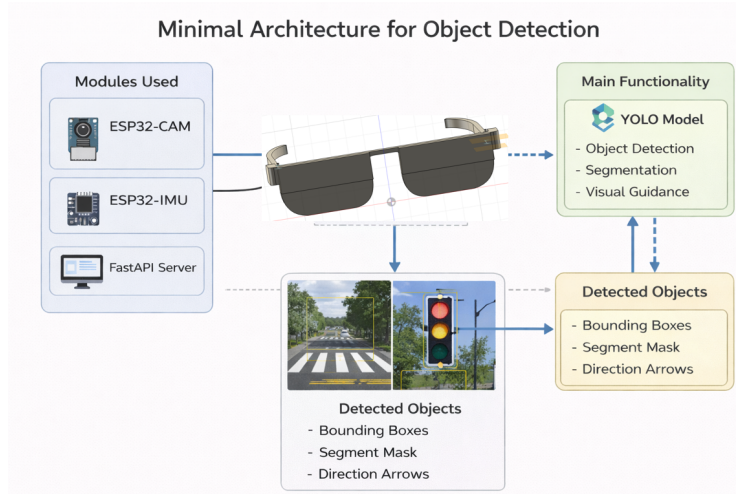 Minimal Architecture for Object Detection
Modules Used
ESP32-CAM
ESP32-IMU
FastAPI Server
Main Functionality
YOLO Model
- Object Detection
- Segmentation
- Visual Guidance
Detected Objects
- Bounding Boxes
- Segment Mask
- Direction Arrows
Detected Objects
- Bounding Boxes
- Segment Mask
- Direction Arrows